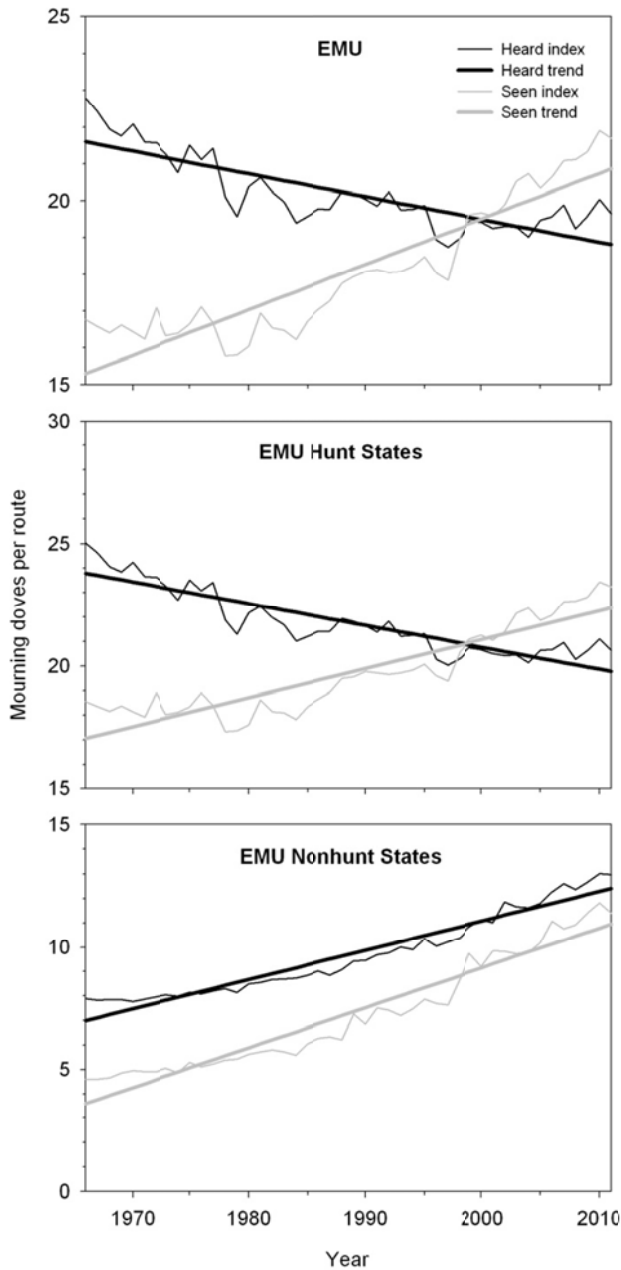 EMU
Heard index
Heard trend
Seen index
Seen trend
25
20
15
EMU Hunt States
30
25
20
15
Mourning doves per route
EMU Nonhunt States
15
10
5
0
1970 1980 1990 2000 2010
Year